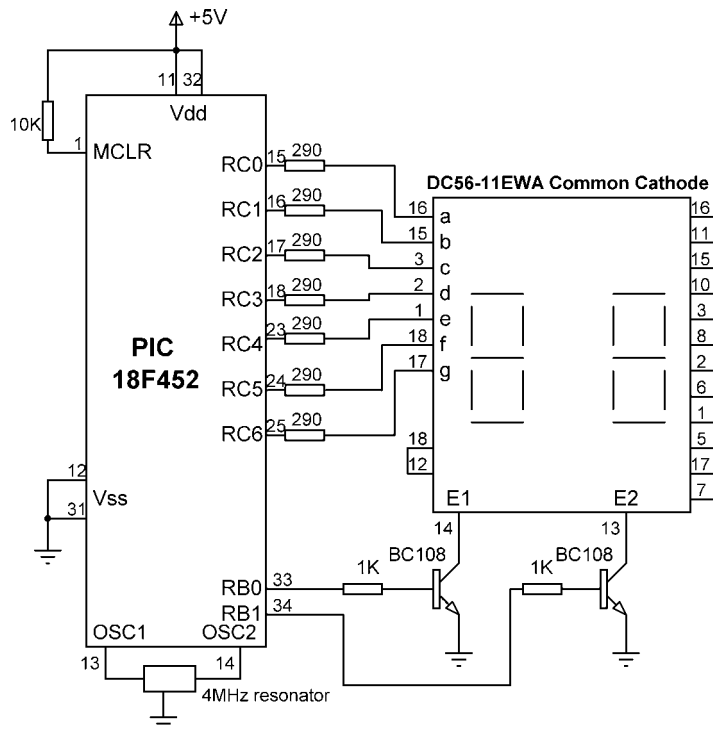 +5V
11 32
Vdd
10K
1
MCLR
RC0 15 290
RC1 16 290
RC2 17 290
RC3 18 290
RC4 23 290
RC5 24 290
RC6 25 290
PIC
18F452
12
Vss
31
RB0 33
RB1 34
OSC1 OSC2
13 14
4MHz resonator
DC56-11EWA Common Cathode
16 a
15 b
3 c
2 d
1 e
18 f
17 g
18
12
16
11
15
10
3
8
2
6
1
5
17
7
E1 E2
14 13
1K BC108
1K BC108